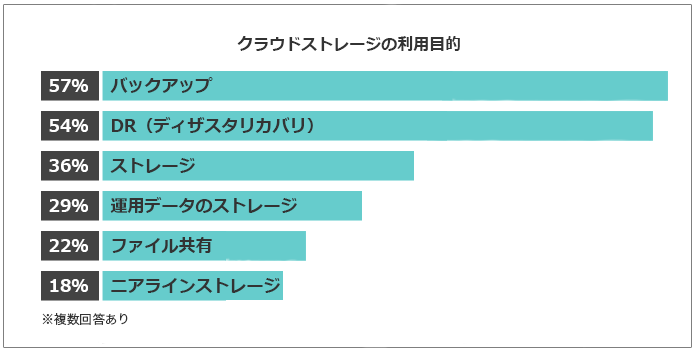 クラウドストレージの利用目的
57% バックアップ
54% DR（ディザスタリカバリ）
36% ストレージ
29% 運用データのストレージ
22% ファイル共有
18% ニアラインストレージ
※複数回答あり